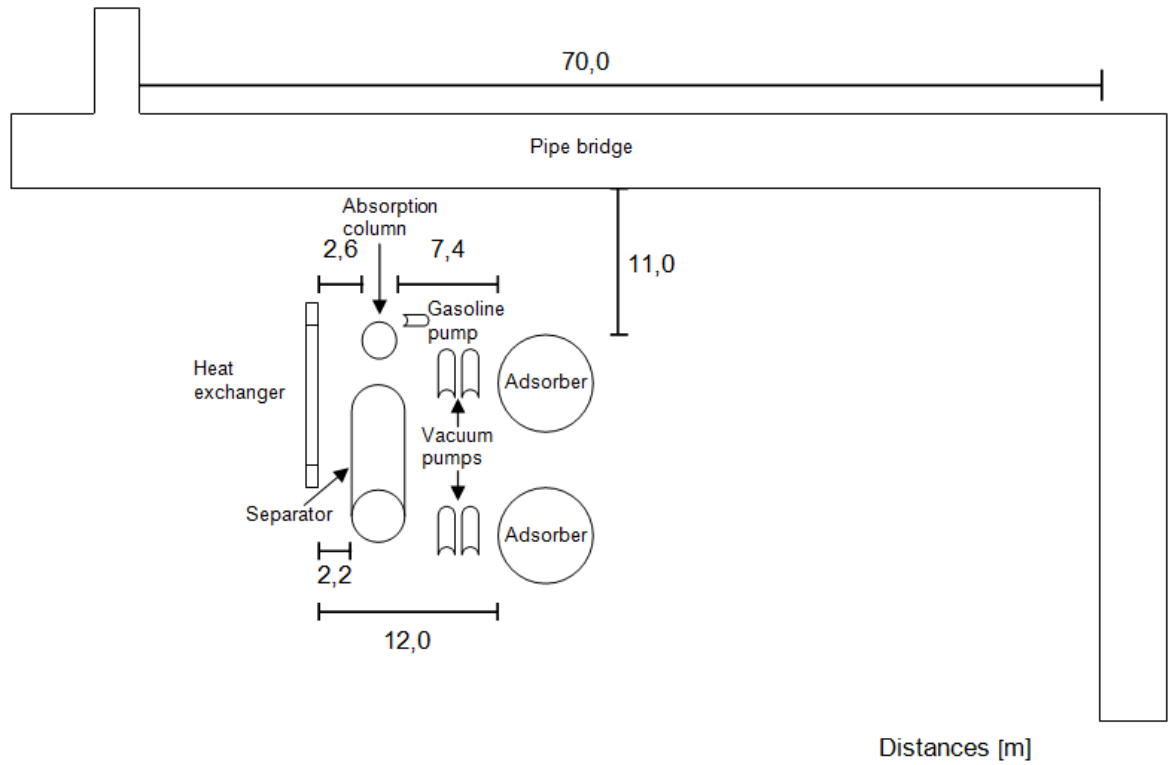 70,0
Pipe bridge
Absorption
column
2,6
7,4
11,0
Gasoline
pump
Heat
exchanger
Adsorber
Vacuum
pumps
Separator
Adsorber
2,2
12,0
Distances [m]